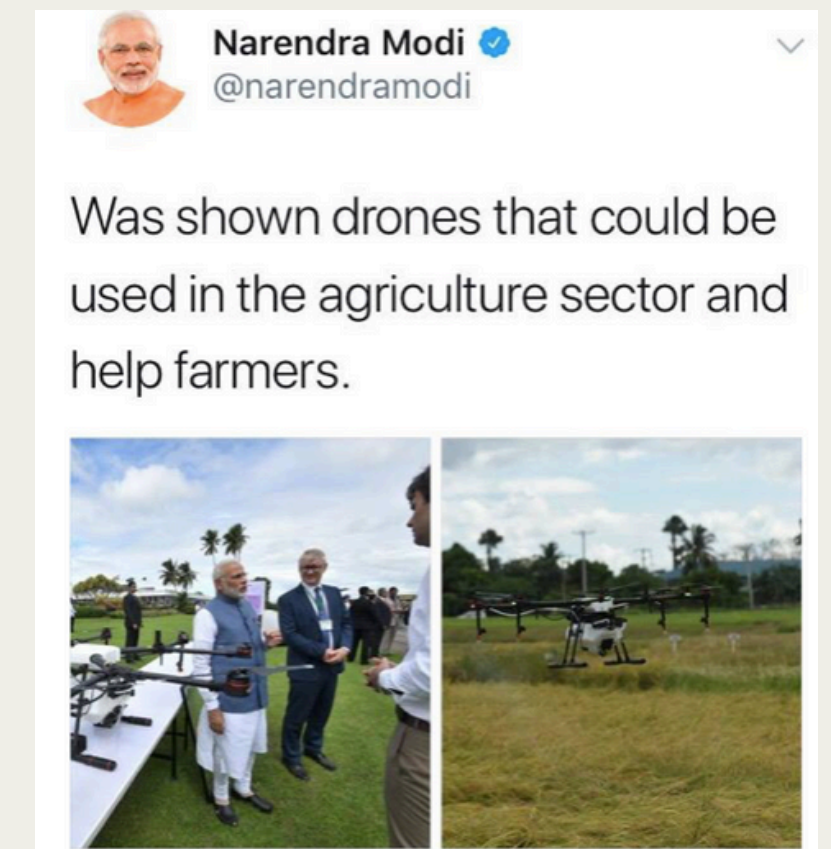 Narendra Modi
@narendramodi
Was shown drones that could be
used in the agriculture sector and
help farmers.